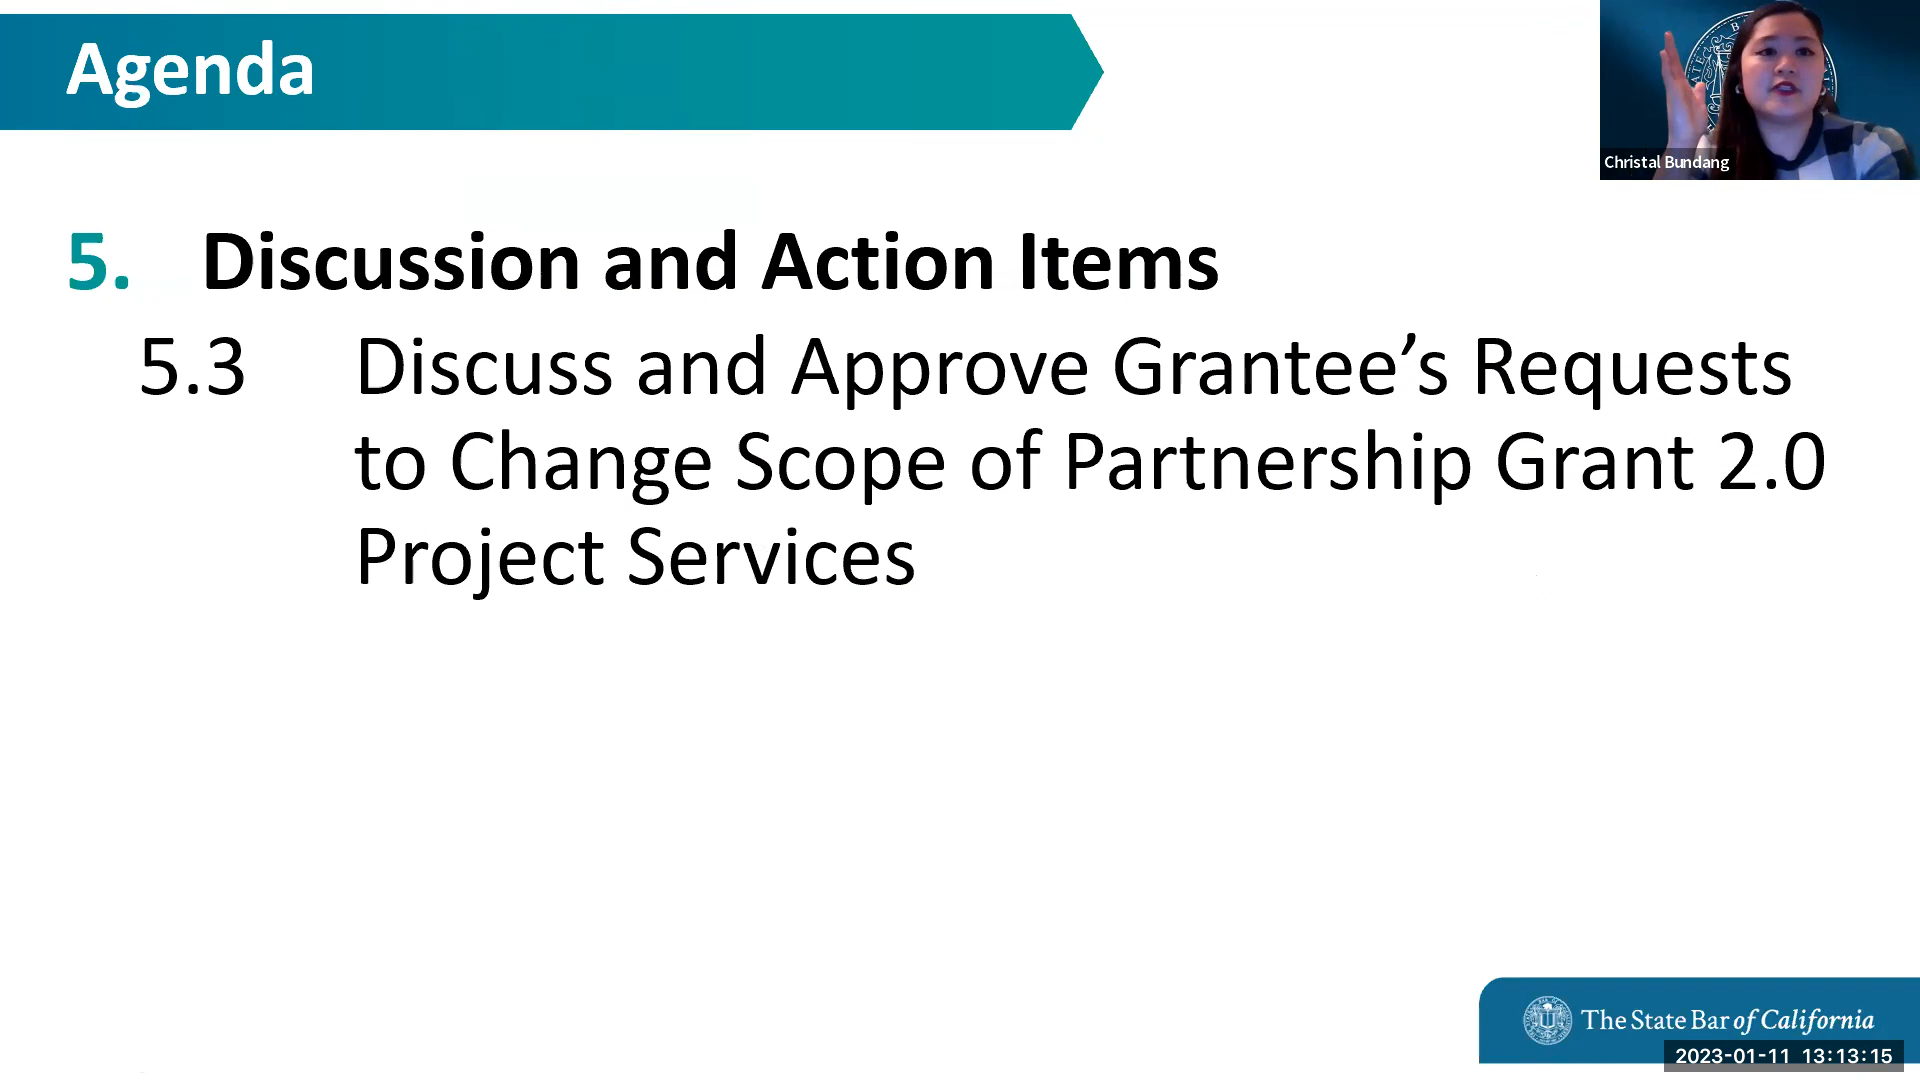 Agenda
Christal Bundang
5. Discussion and Action Items
5.3 Discuss and Approve Grantee’s Requests
to Change Scope of Partnership Grant 2.0
Project Services
The State Bar of California
2023-01-11 13:13:15